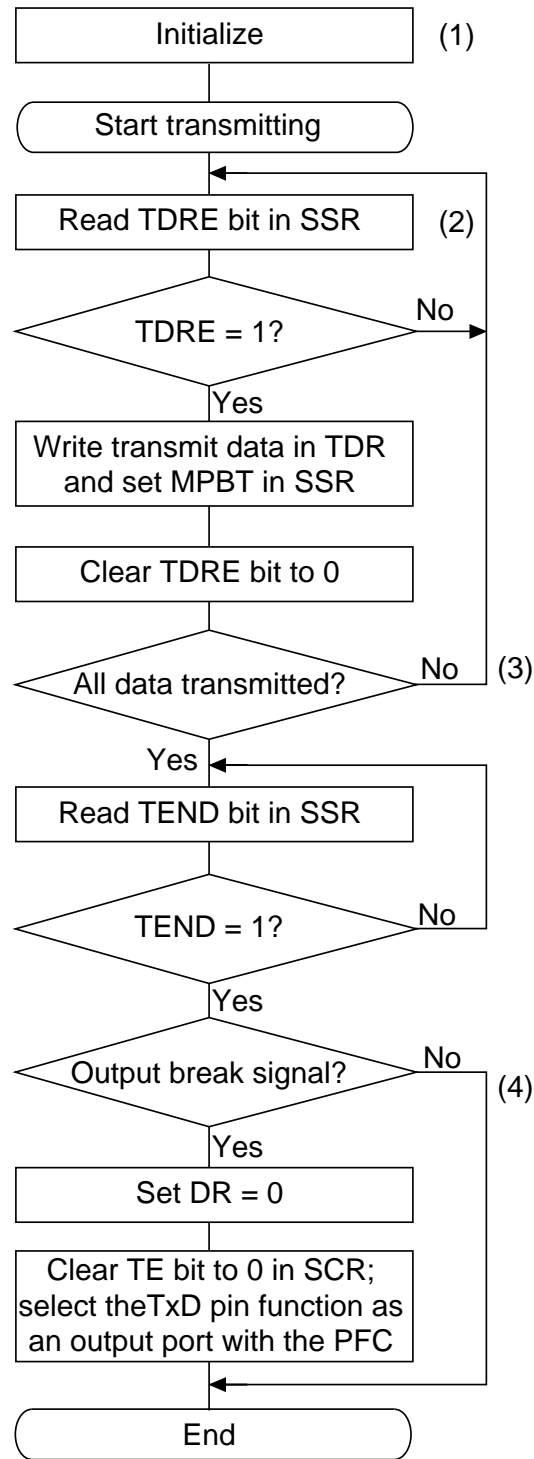 Initialize
(1)
Start transmitting
Read TDRE bit in SSR
(2)
TDRE = 1?
No
Yes
Write transmit data in TDR
and set MPBT in SSR
Clear TDRE bit to 0
All data transmitted?
No
(3)
Yes
Read TEND bit in SSR
TEND = 1?
No
Yes
Output break signal?
No
(4)
Yes
Set DR = 0
Clear TE bit to 0 in SCR;
select theTxD pin function as
an output port with the PFC
End